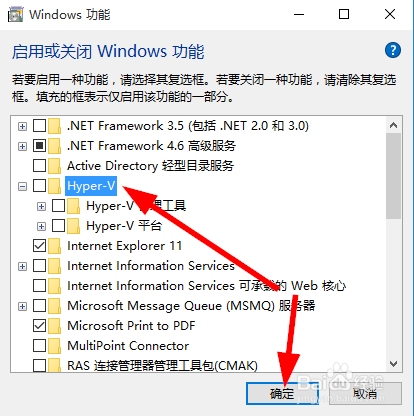 Windows 功能
启用或关闭 Windows 功能
若要启用一种功能，请选择其复选框。若要关闭一种功能，请清除其复选
框。填充的框表示仅启用该功能的一部分。
.NET Framework 3.5 (包括 .NET 2.0 和 3.0)
.NET Framework 4.6 高级服务
Active Directory 轻型目录服务
Hyper-V
Hyper-V 管理工具
Hyper-V 平台
Internet Explorer 11
Internet Information Services
Internet Information Services 可承载的 Web 核心
Microsoft Message Queue (MSMQ) 服务器
Microsoft Print to PDF
MultiPoint Connector
RAS 连接管理器管理工具包(CMAK)
确定
取消
Bai 经验